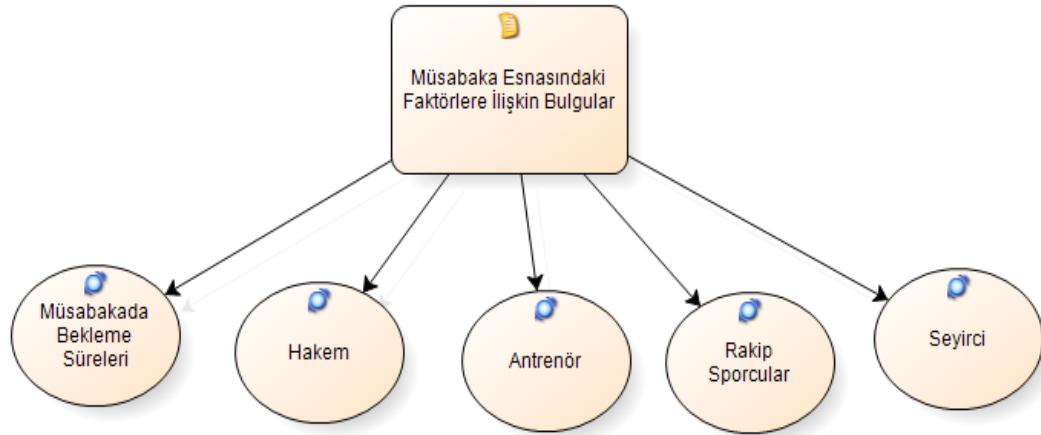 Müsabaka Esnasındaki
Faktörlere İlişkin Bulgular
Müsabakada
Bekleme
Süreleri
Hakem
Antrenör
Rakip
Sporcular
Seyirci